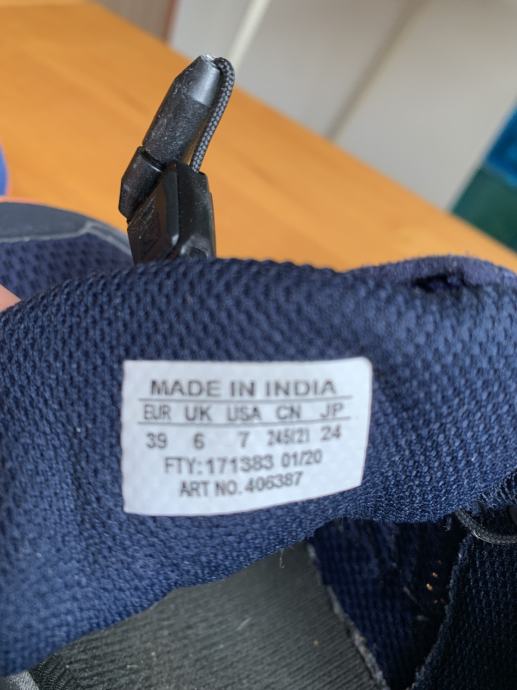 MADE IN INDIA
EUR UK USA CN JP
39 6 7 245(2) 24
FTY:171383 01/20
ART NO. 406387